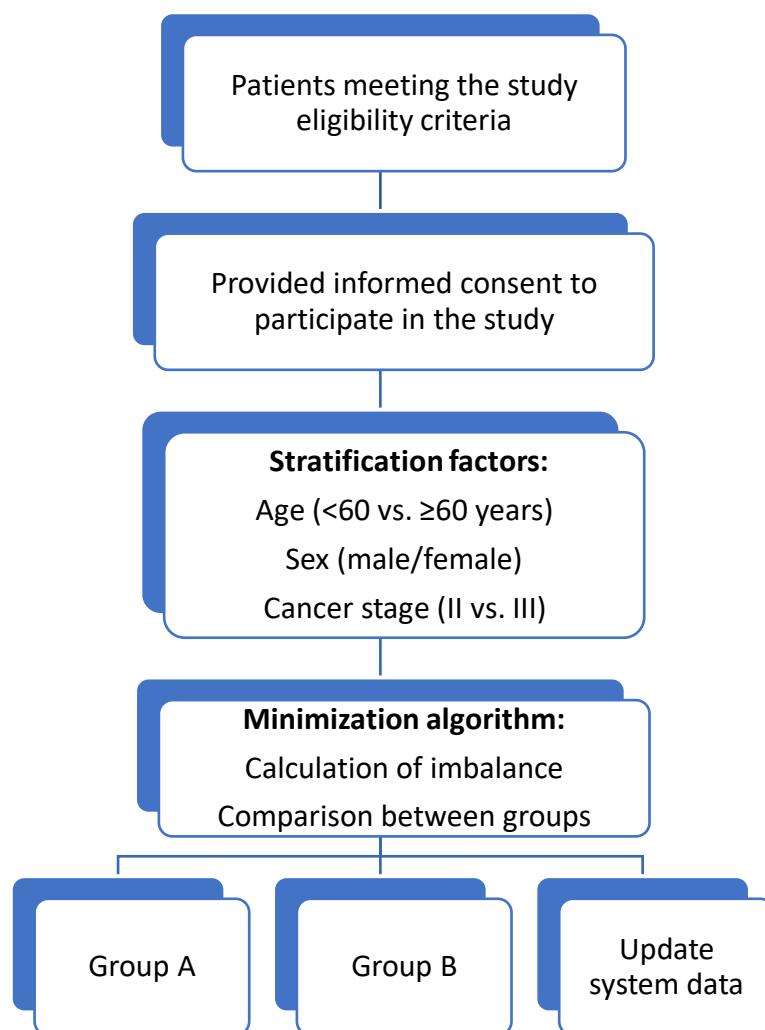 Patients meeting the study
eligibility criteria
Provided informed consent to
participate in the study
Stratification factors:
Age (<60 vs. ≥60 years)
Sex (male/female)
Cancer stage (II vs. III)
Minimization algorithm:
Calculation of imbalance
Comparison between groups
Group A
Group B
Update
system data